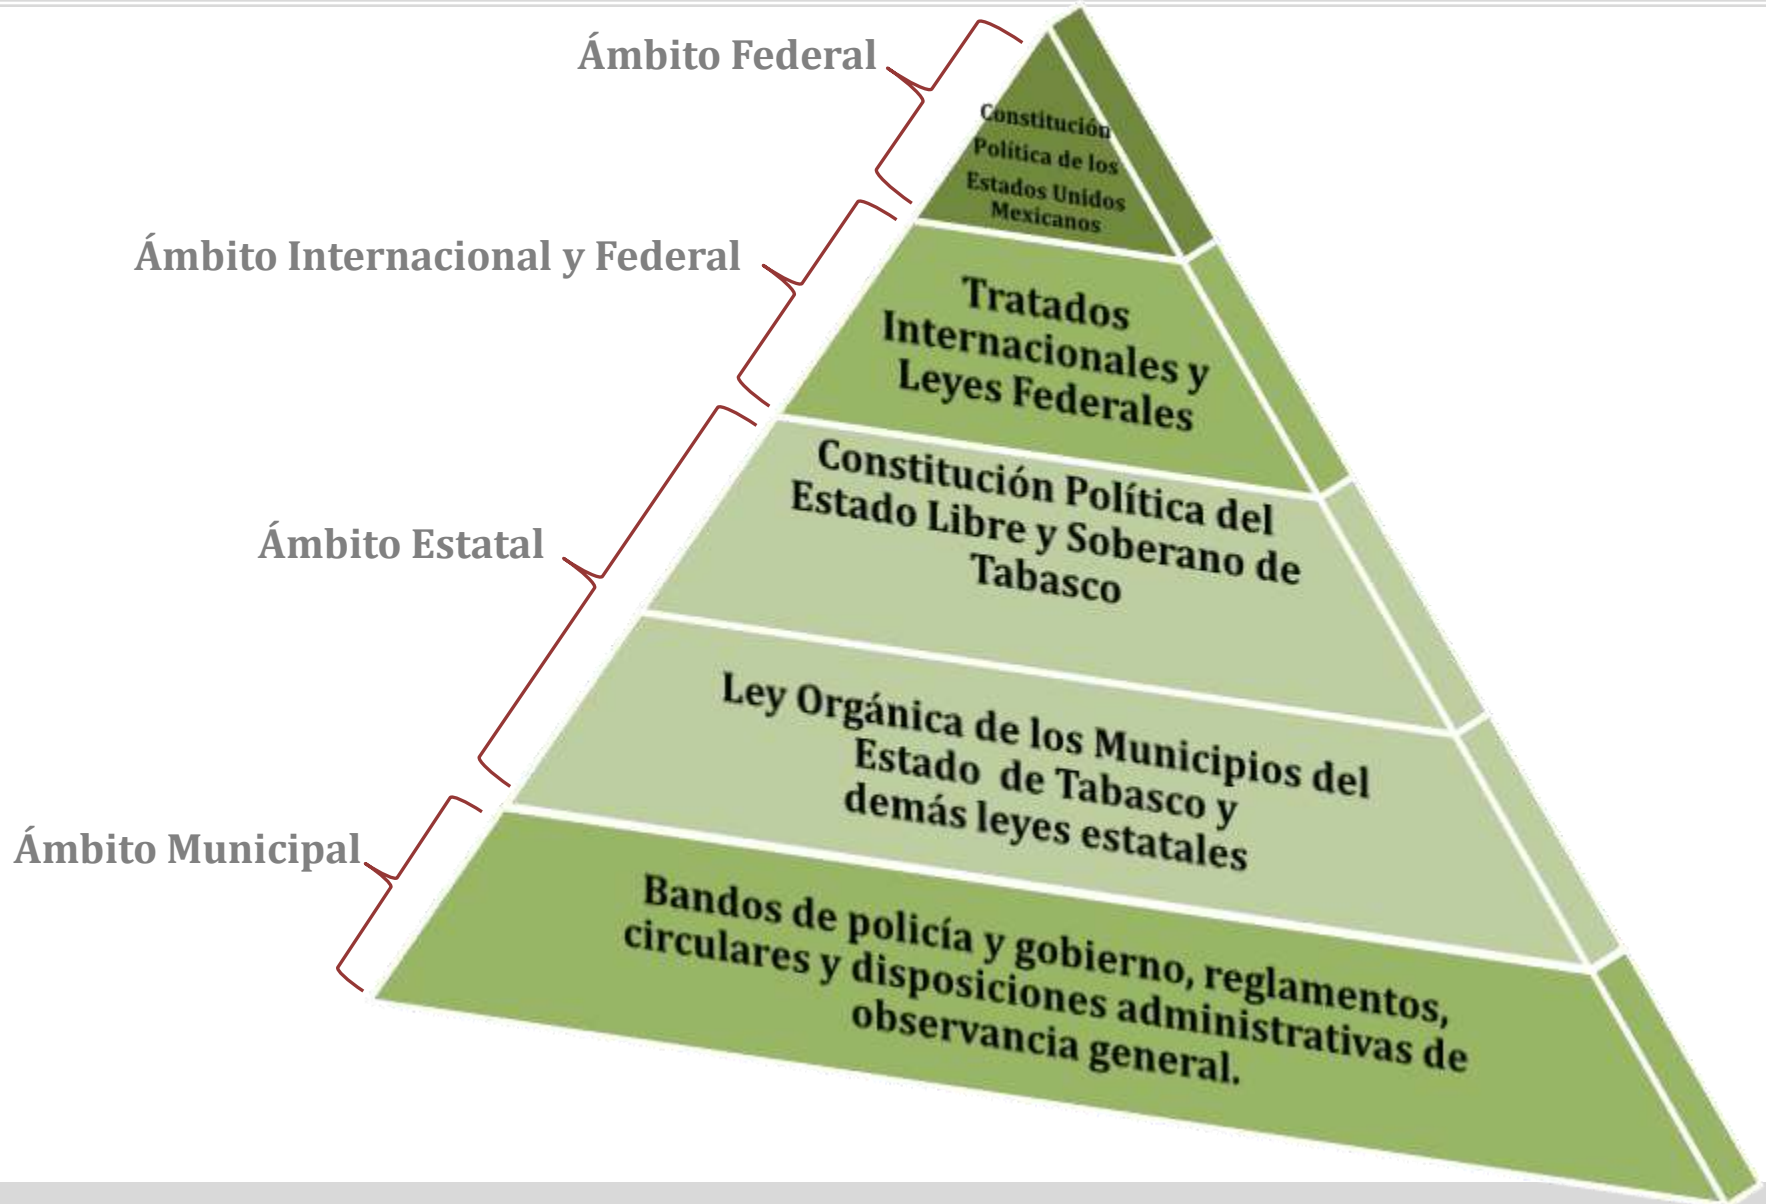 Ámbito Federal
Constitución
Política de los
Estados Unidos
Mexicanos
Ámbito Internacional y Federal
Tratados
Internacionales y
Leyes Federales
Ámbito Estatal
Constitución Política del
Estado Libre y Soberano de
Tabasco
Ley Orgánica de los Municipios del
Estado de Tabasco y
demás leyes estatales
Ámbito Municipal
Bandos de policía y gobierno, reglamentos,
circulares y disposiciones administrativas de
observancia general.